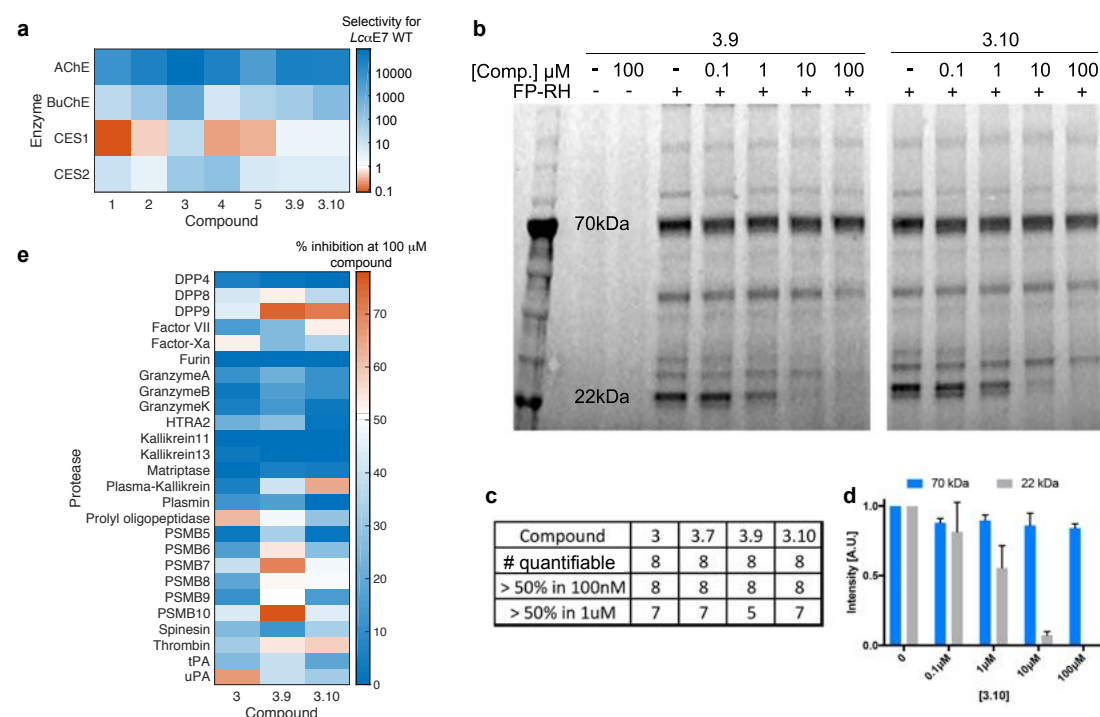 a
Selectivity for
LcαE7 WT
AChE
BuChE
CES1
CES2
Enzyme
1 2 3 4 5 3.9 3.10
Compound
10000
1000
100
10
1
0.1
b
3.9 3.10
[Comp.] μM - 100 - 0.1 1 10 100 - 0.1 1 10 100
FP-RH - - + + + + + + + + + +
70kDa
22kDa
e
% inhibition at 100 μM
compound
DPP4
DPP8
DPP9
Factor VII
Factor-Xa
Furin
GranzymeA
GranzymeB
GranzymeK
HTRA2
Kallikrein11
Kallikrein13
Matriptase
Plasma-Kallikrein
Plasmin
Prolyl oligopeptidase
PSMB5
PSMB6
PSMB7
PSMB8
PSMB9
PSMB10
Spinesin
Thrombin
tPA
uPA
Protease
3 3.9 3.10
Compound
70
60
50
40
30
20
10
0
c
Compound 3 3.7 3.9 3.10
# quantifiable 8 8 8 8
> 50% in 100nM 8 8 8 8
> 50% in 1uM 7 7 5 7
d
70 kDa 22 kDa
Intensity [A.U.]
1.0
0.5
0.0
0 0.1μM 1μM 10μM 100μM
[3.10]